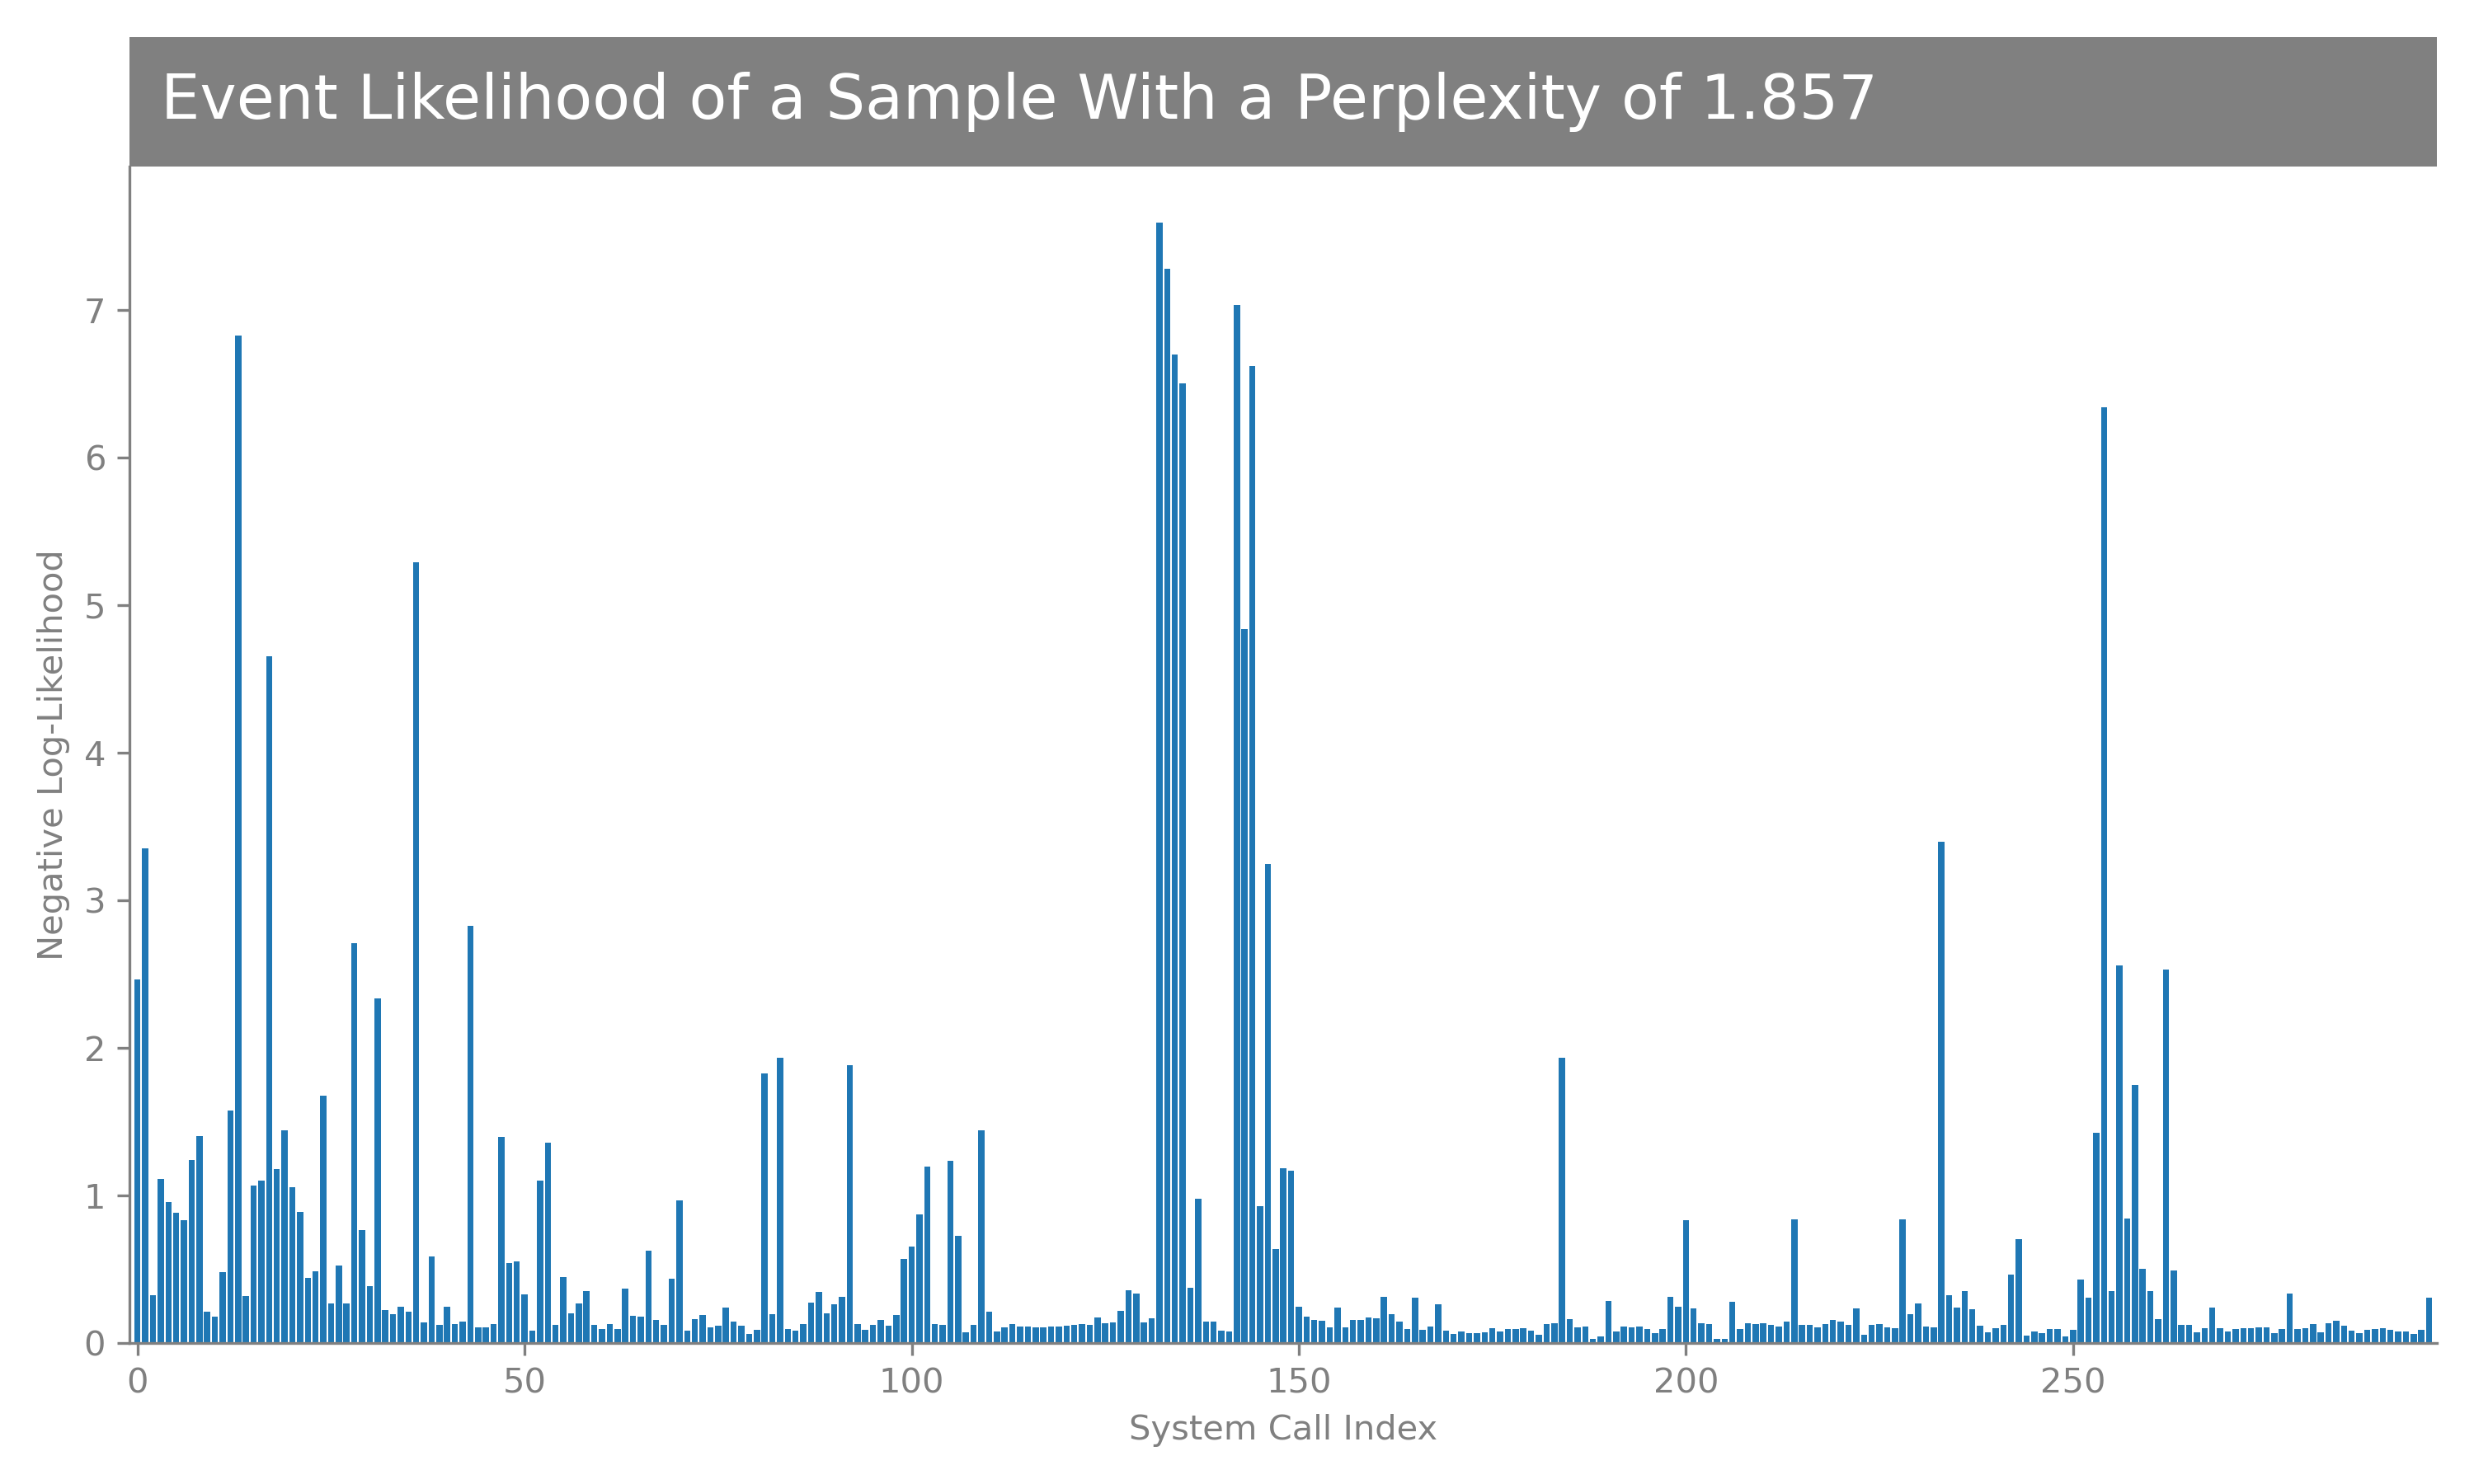 Event Likelihood of a Sample With a Perplexity of 1.857
Negative Log-Likelihood
7
6
5
4
3
2
1
0
0 50 100 150 200 250
System Call Index